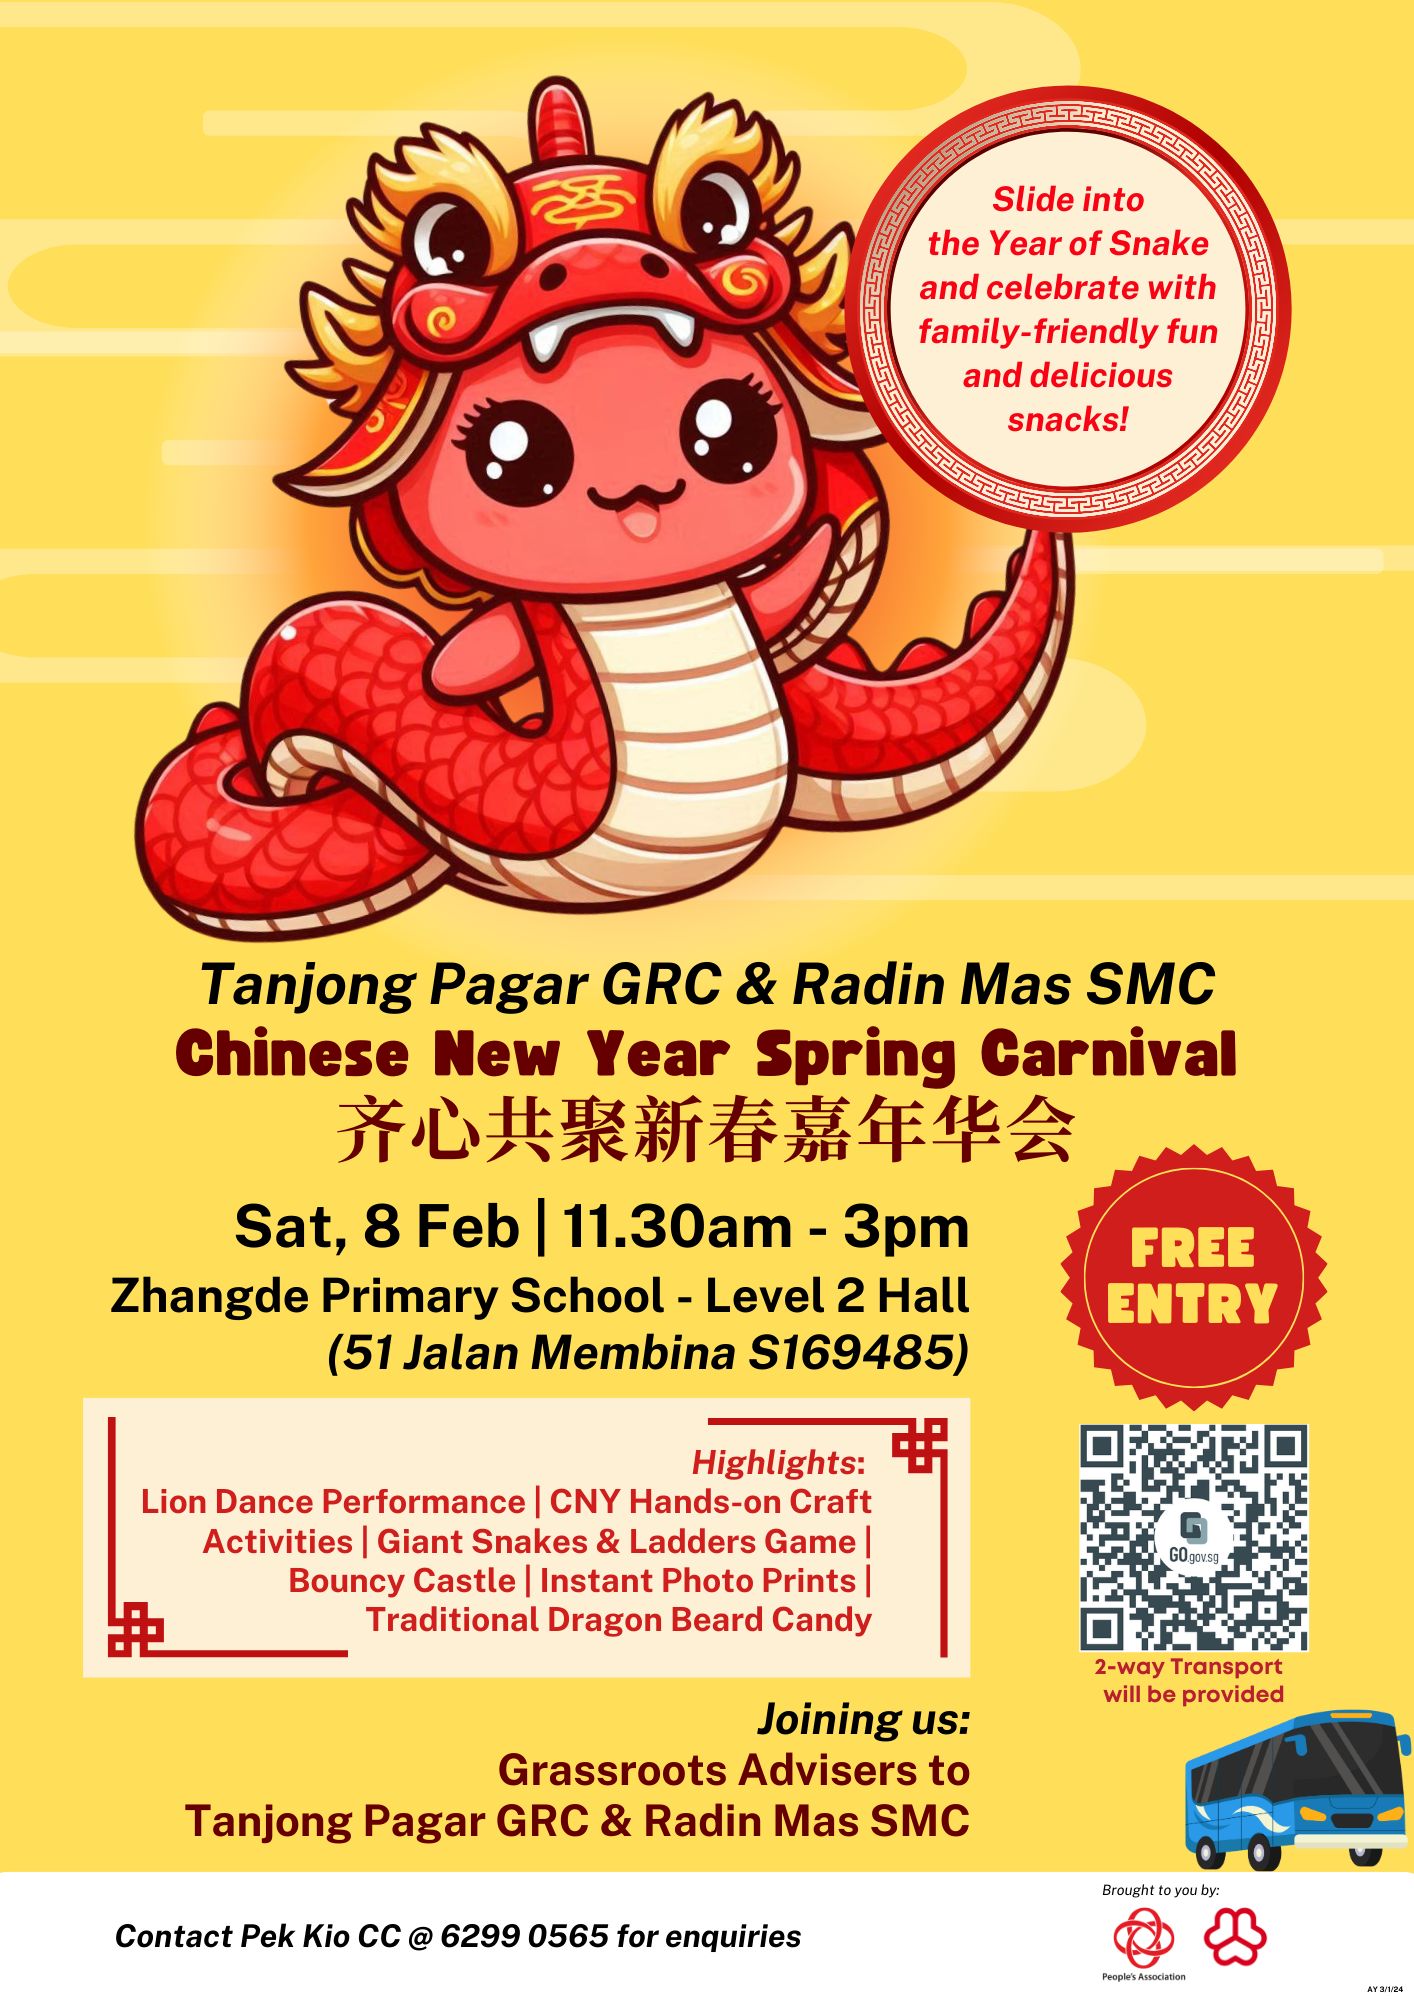 Slide into
the Year of Snake
and celebrate with
family-friendly fun
and delicious
snacks!
Tanjong Pagar GRC & Radin Mas SMC
Chinese New Year Spring Carnival
齐心共聚新春嘉年华会
Sat, 8 Feb | 11.30am - 3pm
Zhangde Primary School - Level 2 Hall
(51 Jalan Membina S169485)
FREE
ENTRY
Highlights:
Lion Dance Performance | CNY Hands-on Craft
Activities | Giant Snakes & Ladders Game |
Bouncy Castle | Instant Photo Prints |
Traditional Dragon Beard Candy
GO.gov.sg
2-way Transport
will be provided
Joining us:
Grassroots Advisers to
Tanjong Pagar GRC & Radin Mas SMC
Contact Pek Kio CC @ 6299 0565 for enquiries
Brought to you by:
People's Association
AY 3/1/24